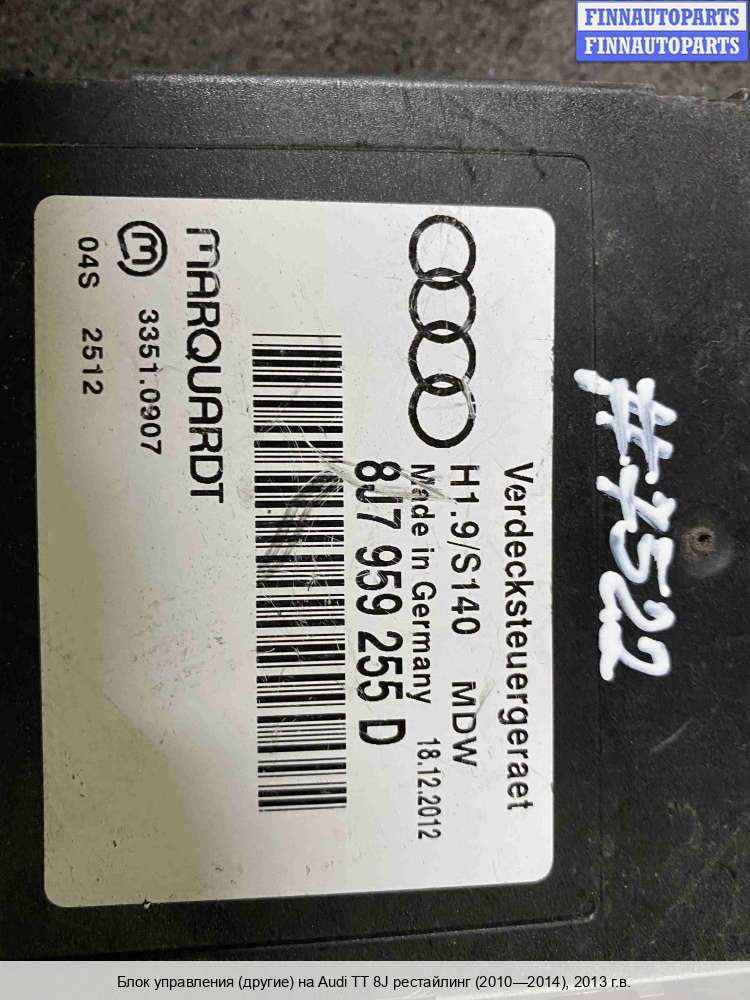 FINNAUTOPARTS
FINNAUTOPARTS
Verdecksteuergeraet
H1.9/S140 MDW
Made in Germany 18.12.2012
8J7 959 255 D
MARQUARDT
m 3351.0907
04S 2512
#7522
Блок управления (другие) на Audi TT 8J рестайлинг (2010—2014), 2013 г.в.